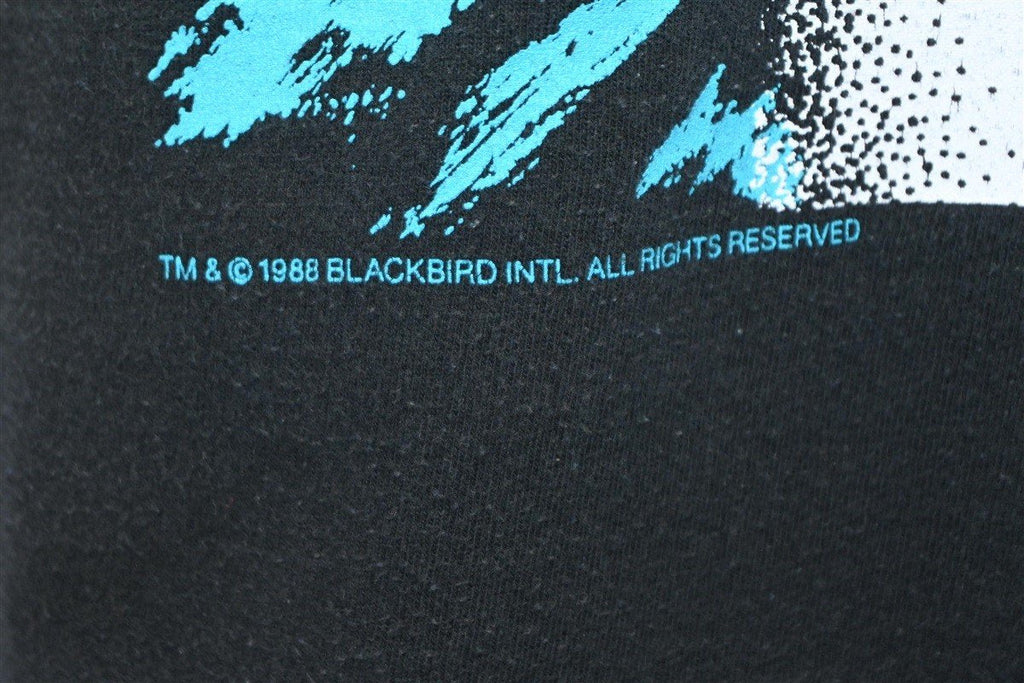 TM & © 1988 BLACKBIRD INTL. ALL RIGHTS RESERVED